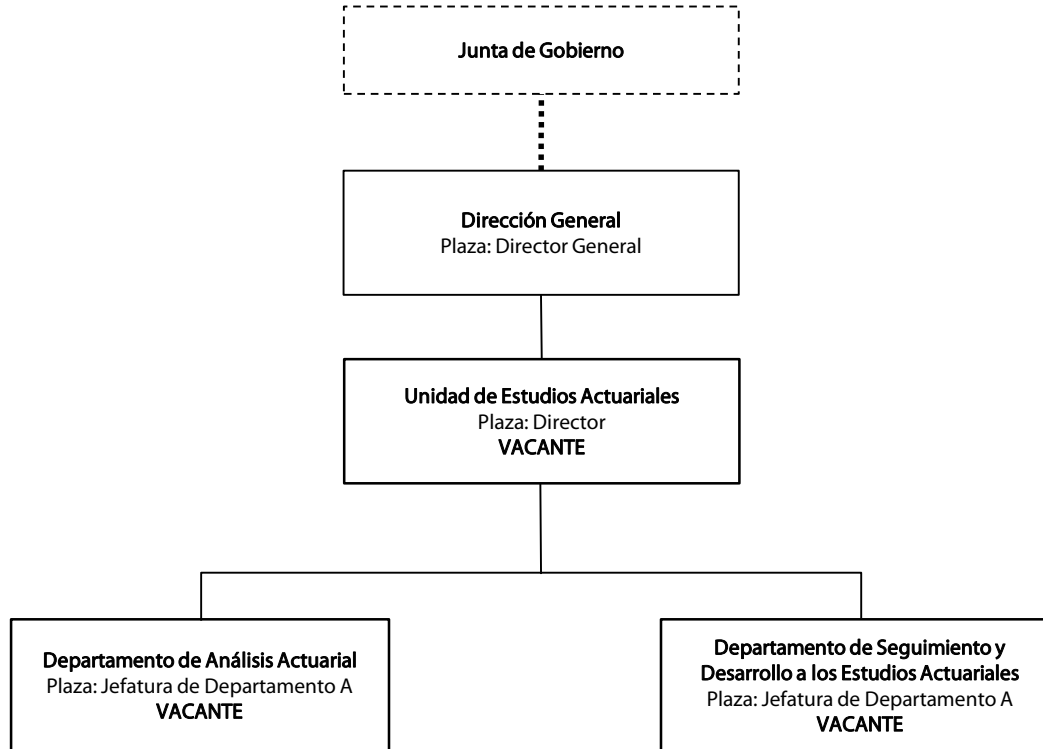 Junta de Gobierno
Dirección General
Plaza: Director General
Unidad de Estudios Actuariales
Plaza: Director
VACANTE
Departamento de Análisis Actuarial
Plaza: Jefatura de Departamento A
VACANTE
Departamento de Seguimiento y
Desarrollo a los Estudios Actuariales
Plaza: Jefatura de Departamento A
VACANTE